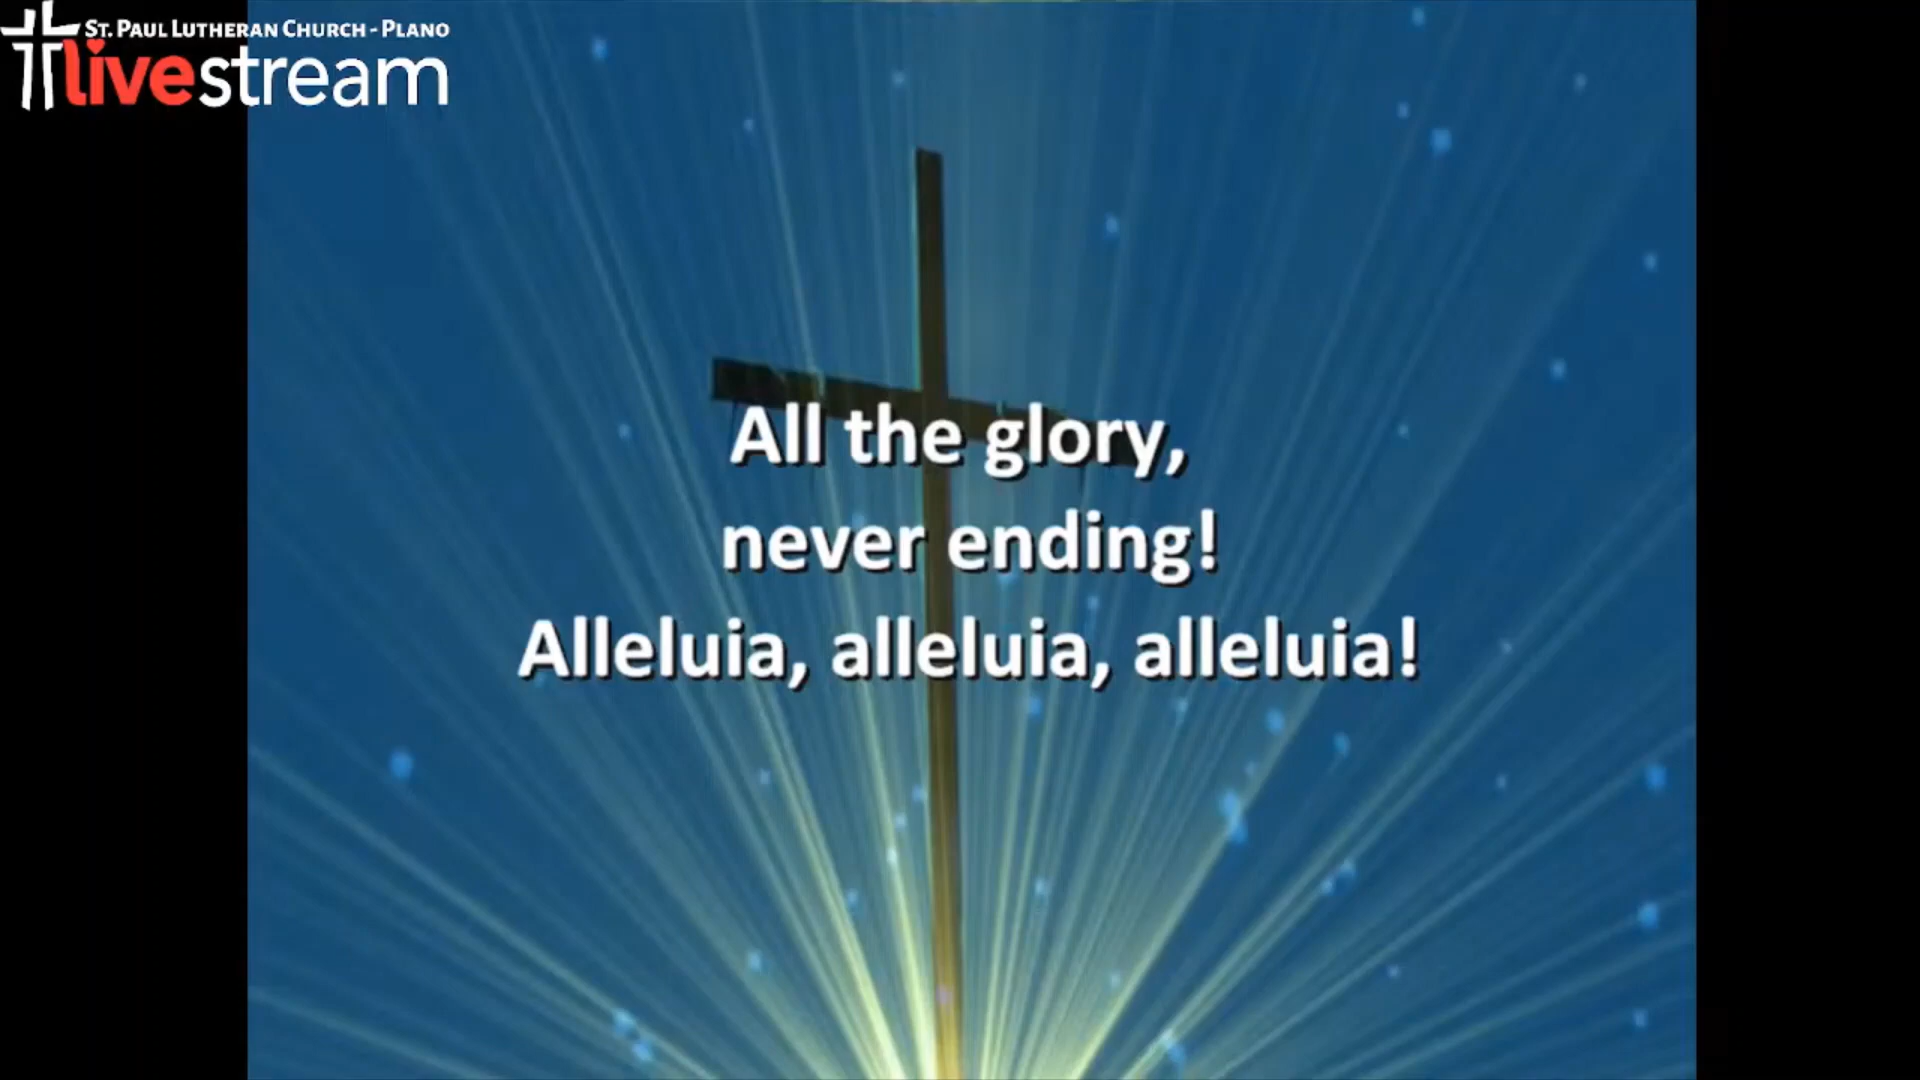 St. Paul Lutheran Church - Plano
livestream
All the glory,
never ending!
Alleluia, alleluia, alleluia!